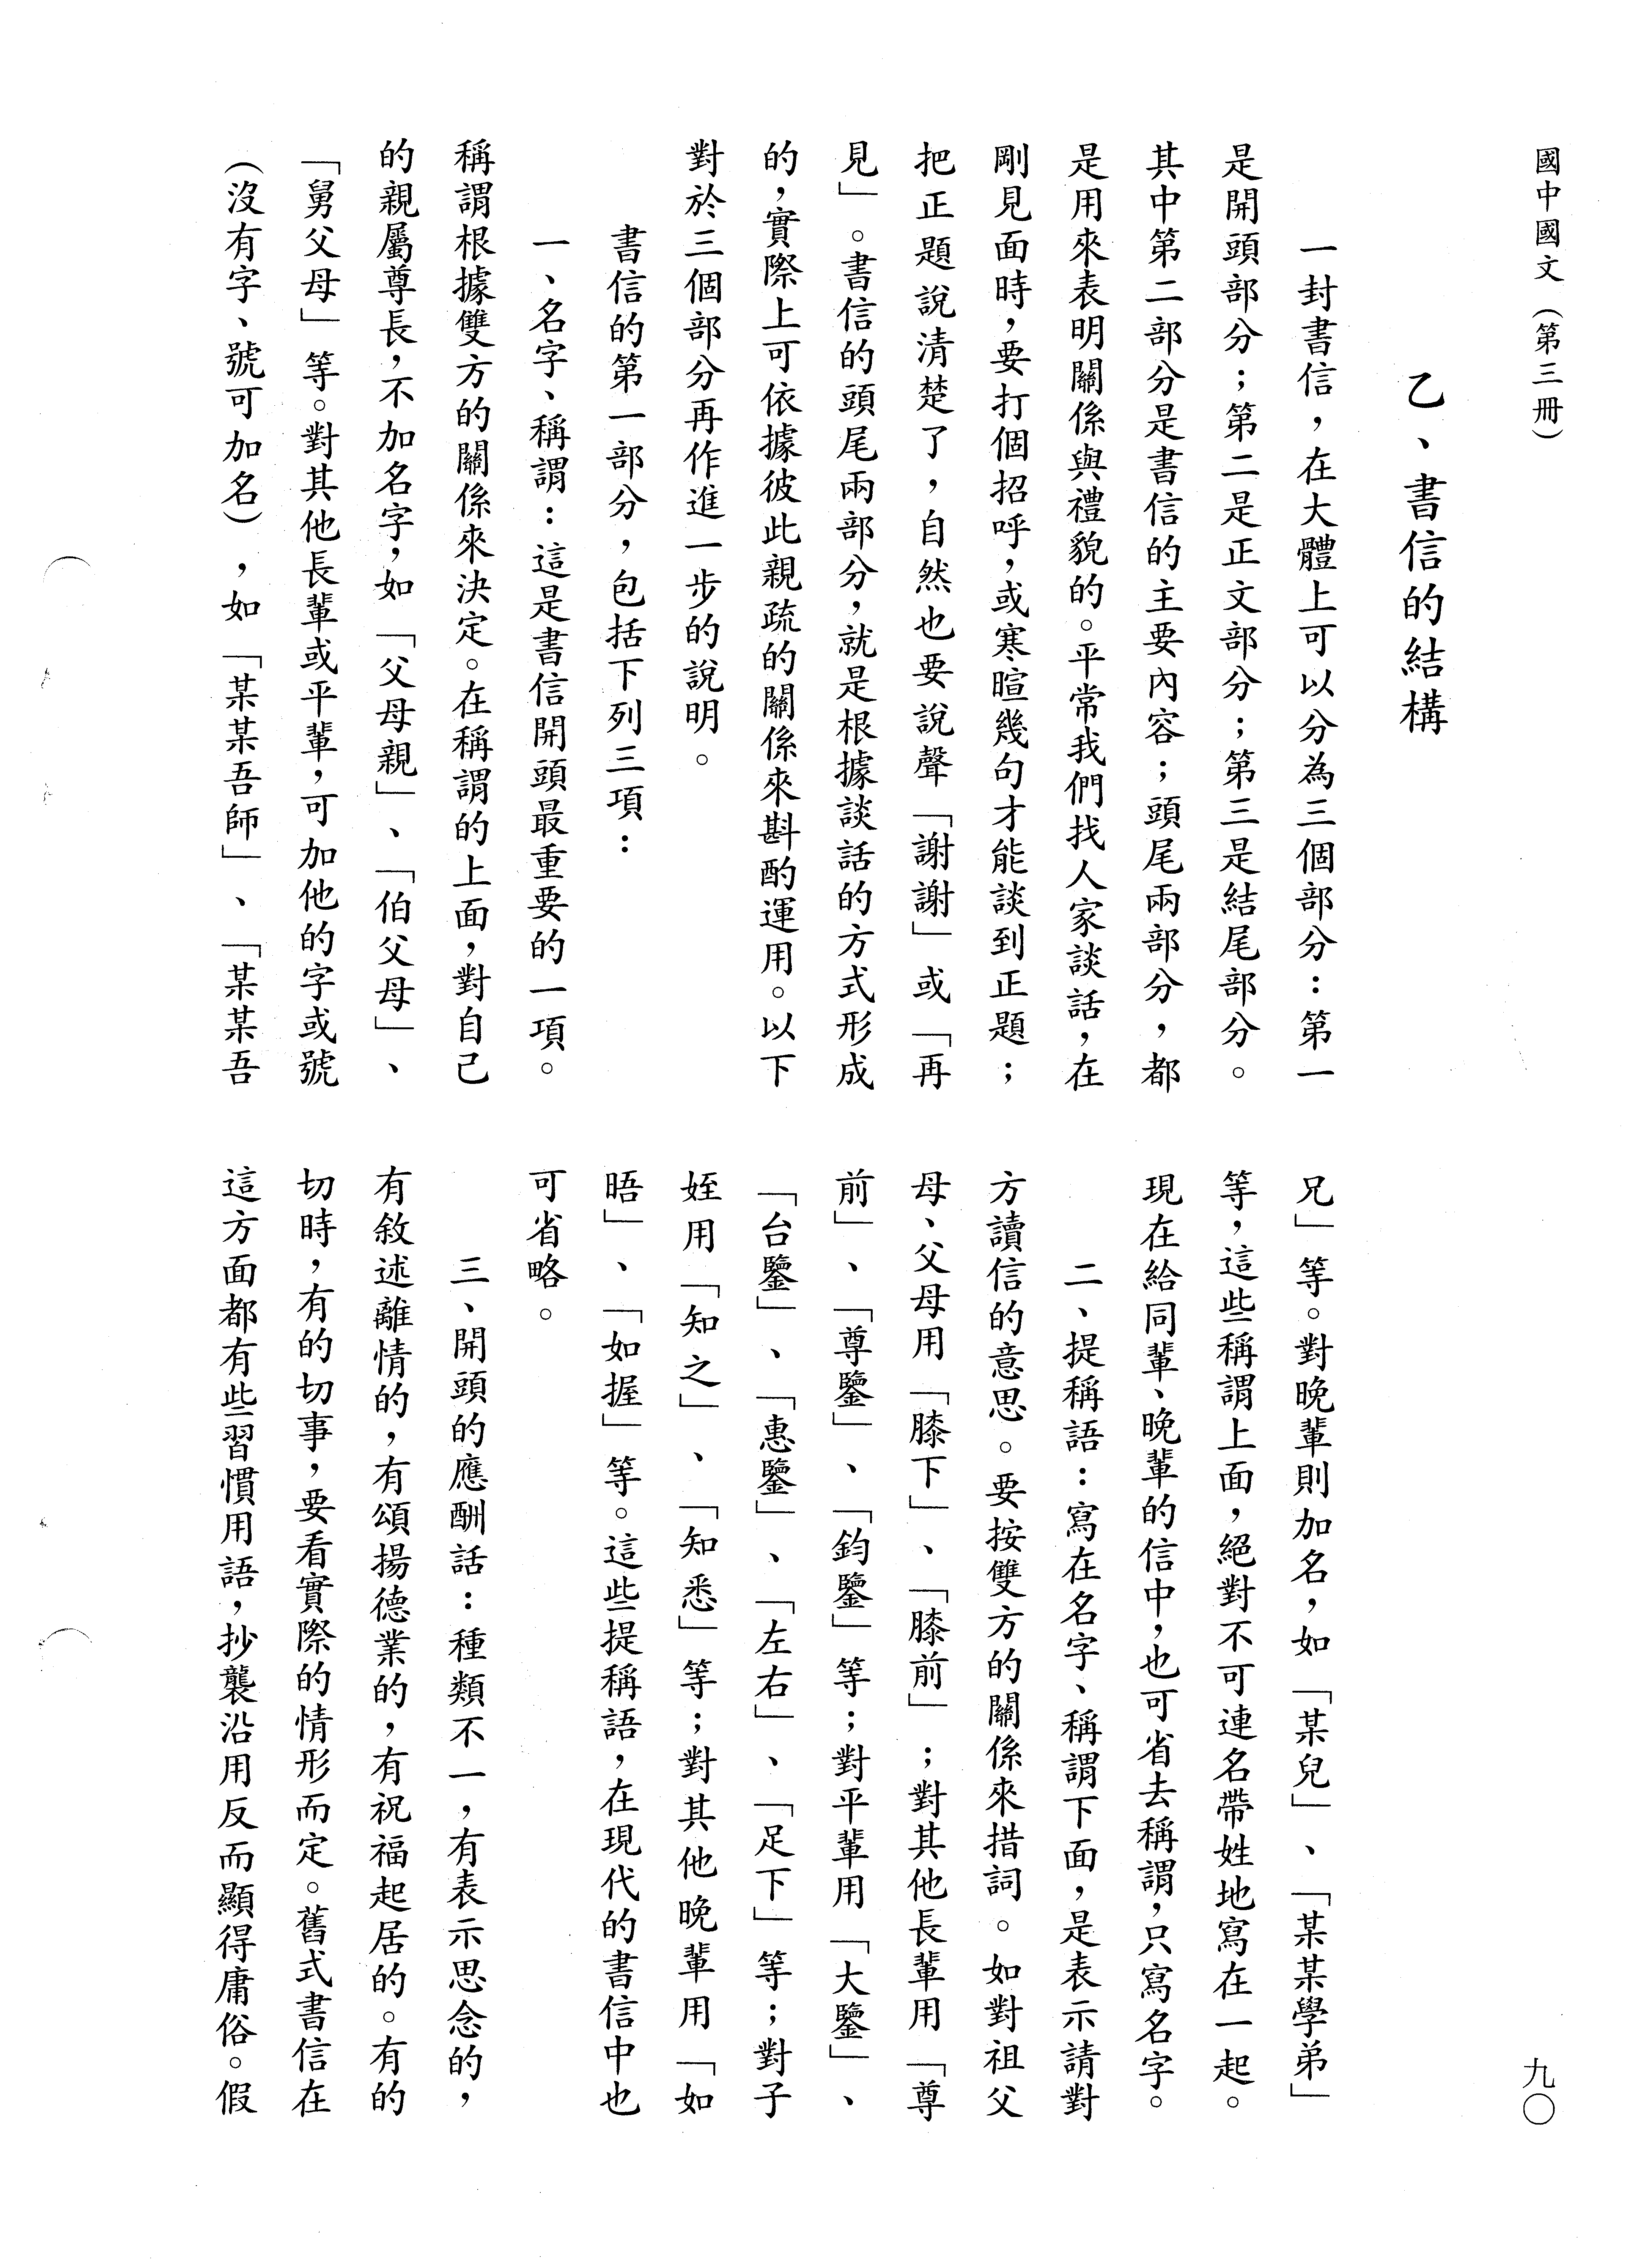 國中國文（第三冊）
乙、書信的結構
一封書信，在大體上可以分為三個部分：第一
是開頭部分；第二是正文部分；第三是結尾部分。
其中第二部分是書信的主要內容；頭尾兩部分，都
是用來表明關係與禮貌的。平常我們找人家談話，在
剛見面時，要打個招呼，或寒暄幾句才能談到正題；
把正題說清楚了，自然也要說聲「謝謝」或「再
見」。書信的頭尾兩部分，就是根據談話的方式形成
的，實際上可依據彼此親疏的關係來斟酌運用。以下
對於三個部分再作進一步的說明。
書信的第一部分，包括下列三項：
一、名字、稱謂：這是書信開頭最重要的一項。
稱謂根據雙方的關係來決定。在稱謂的上面，對自己
的親屬尊長，不加名字，如「父母親」、「伯父母」、
「舅父母」等。對其他長輩或平輩，可加他的字或號
（沒有字、號可加名），如「某某吾師」、「某某吾
兄」等。對晚輩則加名，如「某兒」、「某某學弟」
等，這些稱謂上面，絕對不可連名帶姓地寫在一起。
現在給同輩、晚輩的信中，也可省去稱謂，只寫名字。
二、提稱語：寫在名字、稱謂下面，是表示請對
方讀信的意思。要按雙方的關係來措詞。如對祖父
母、父母用「膝下」、「膝前」；對其他長輩用「尊
前」、「尊鑒」、「鈞鑒」等；對平輩用「大鑒」、
「台鑒」、「惠鑒」、「左右」、「足下」等；對子
姪用「知之」、「知悉」等；對其他晚輩用「如
晤」、「如握」等。這些提稱語，在現代的書信中也
可省略。
三、開頭的應酬話：種類不一，有表示思念的，
有敘述離情的，有頌揚德業的，有祝福起居的。有的
切時，有的切事，要看實際的情形而定。舊式書信在
這方面都有些習慣用語，抄襲沿用反而顯得庸俗。假
九〇